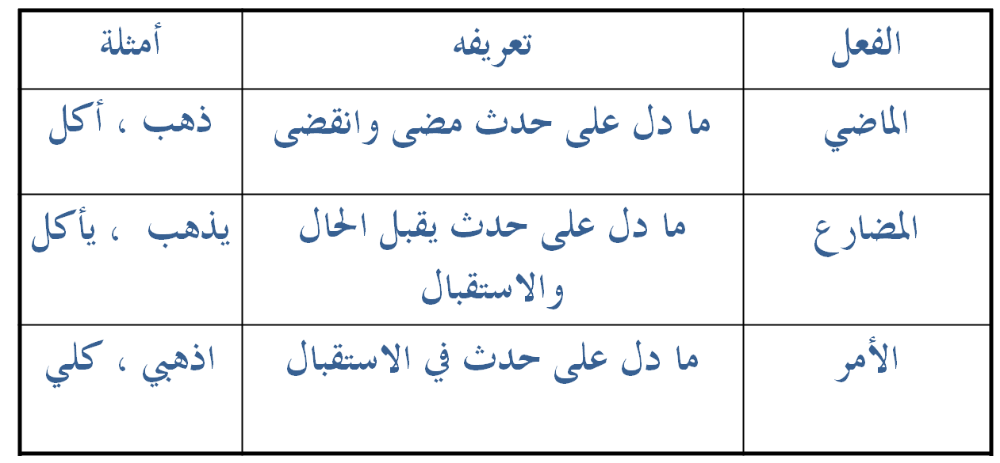 الفعل تعريفه أمثلة
الماضي ما دل على حدث مضى وانقضى ذهب ، أكل
المضارع ما دل على حدث يقبل الحال يذهب ، يأكل
والاستقبال
الأمر ما دل على حدث في الاستقبال اذهبي ، كلي